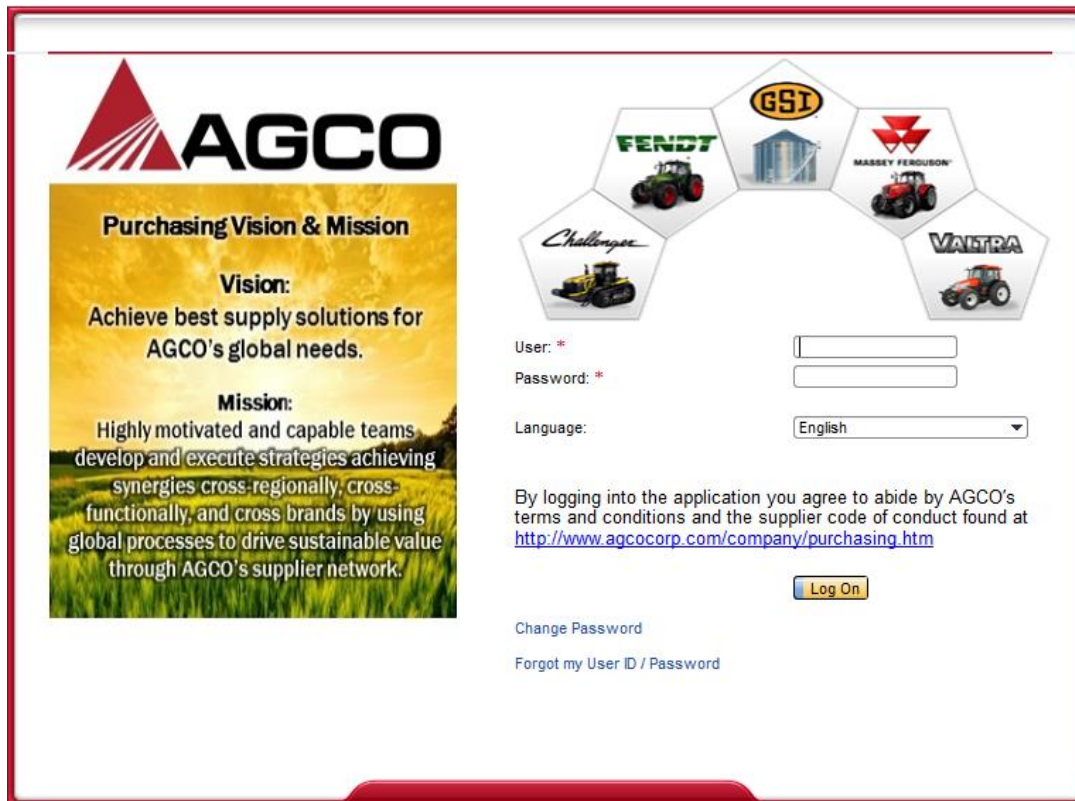 AGCO
Purchasing Vision & Mission
Vision:
Achieve best supply solutions for
AGCO's global needs.
Mission:
Highly motivated and capable teams
develop and execute strategies achieving
synergies cross-regionally, cross-
functionally, and cross brands by using
global processes to drive sustainable value
through AGCO's supplier network.
Challenger
FENDT
GSI
MASSEY FERGUSON
VALTRA
User: *
Password: *
Language: English
By logging into the application you agree to abide by AGCO's
terms and conditions and the supplier code of conduct found at
http://www.agcocorp.com/company/purchasing.htm
Log On
Change Password
Forgot my User ID / Password